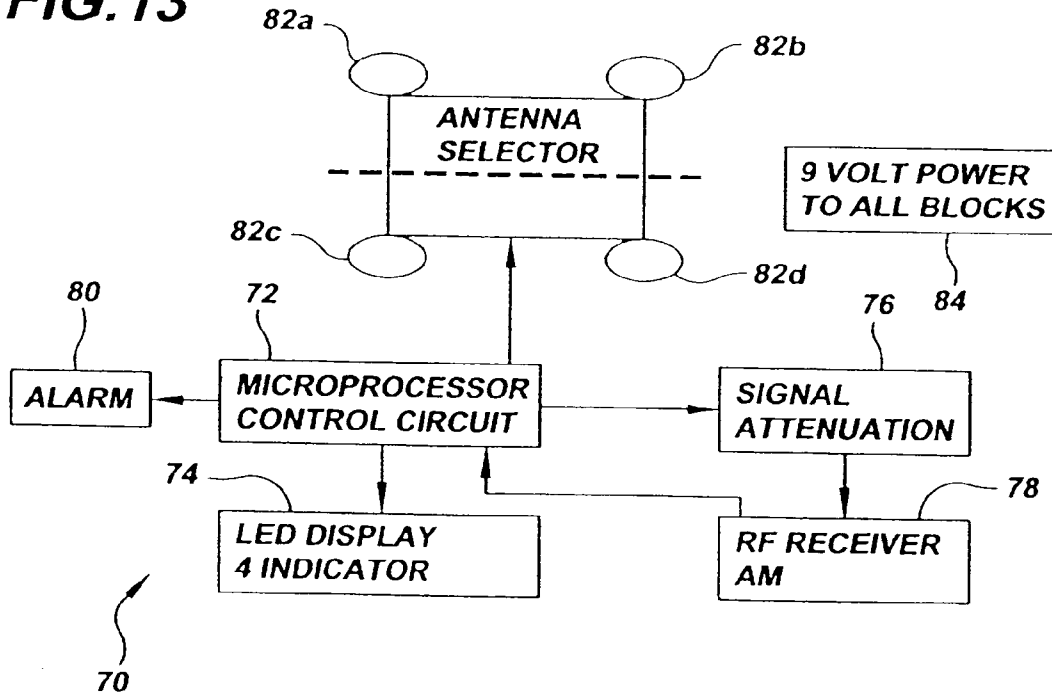 FIG. 13
82a
82b
ANTENNA
SELECTOR
9 VOLT POWER
TO ALL BLOCKS
82c
82d
84
80
72
76
ALARM
MICROPROCESSOR
CONTROL CIRCUIT
SIGNAL
ATTENUATION
74
78
LED DISPLAY
4 INDICATOR
RF RECEIVER
AM
70